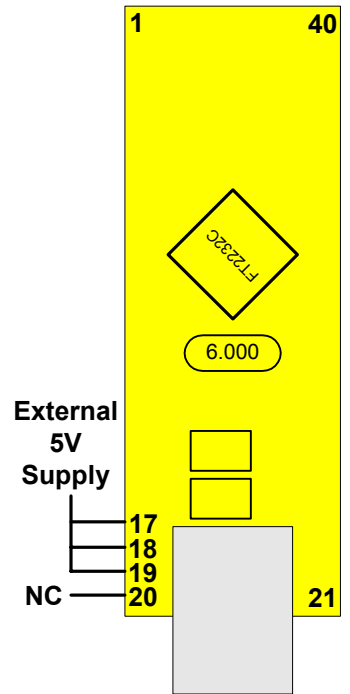 1 40
FT2232C
6.000
External
5V
Supply
17
18
19
NC 20 21